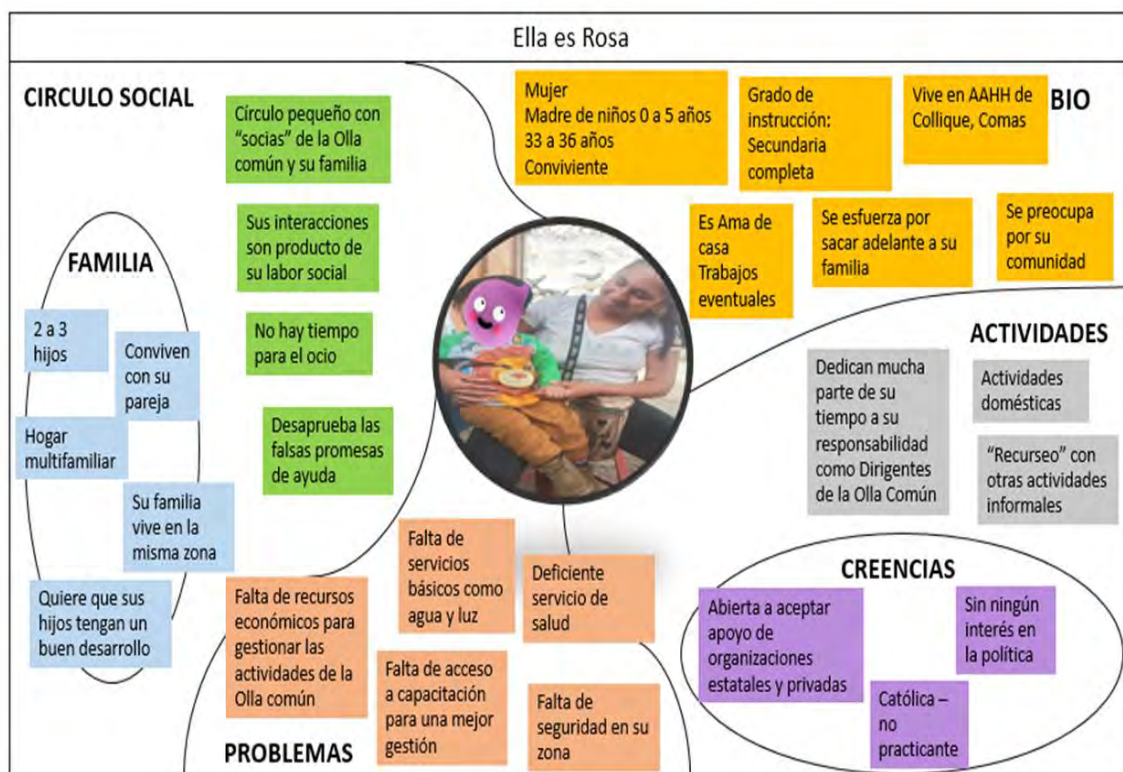 Ella es Rosa
CIRCULO SOCIAL
Círculo pequeño con
“socias” de la Olla
común y su familia
Sus interacciones
son producto de
su labor social
No hay tiempo
para el ocio
Desaprueba las
falsas promesas
de ayuda
BIO
Mujer
Madre de niños 0 a 5 años
33 a 36 años
Conviviente
Grado de
instrucción:
Secundaria
completa
Vive en AAHH de
Collique, Comas
Es Ama de
casa
Trabajos
eventuales
Se esfuerza por
sacar adelante a su
familia
Se preocupa
por su
comunidad
FAMILIA
2 a 3
hijos
Conviven
con su
pareja
Hogar
multifamiliar
Su familia
vive en la
misma zona
Quiere que sus
hijos tengan un
buen desarrollo
ACTIVIDADES
Dedican mucha
parte de su
tiempo a su
responsabilidad
como Dirigentes
de la Olla Común
Actividades
domésticas
“Recurseo” con
otras actividades
informales
PROBLEMAS
Falta de recursos
económicos para
gestionar las
actividades de la
Olla común
Falta de
servicios
básicos como
agua y luz
Deficiente
servicio de
salud
Falta de acceso
a capacitación
para una mejor
gestión
Falta de
seguridad en su
zona
CREENCIAS
Abierta a aceptar
apoyo de
organizaciones
estatales y privadas
Sin ningún
interés en
la política
Católica –
no
practicante